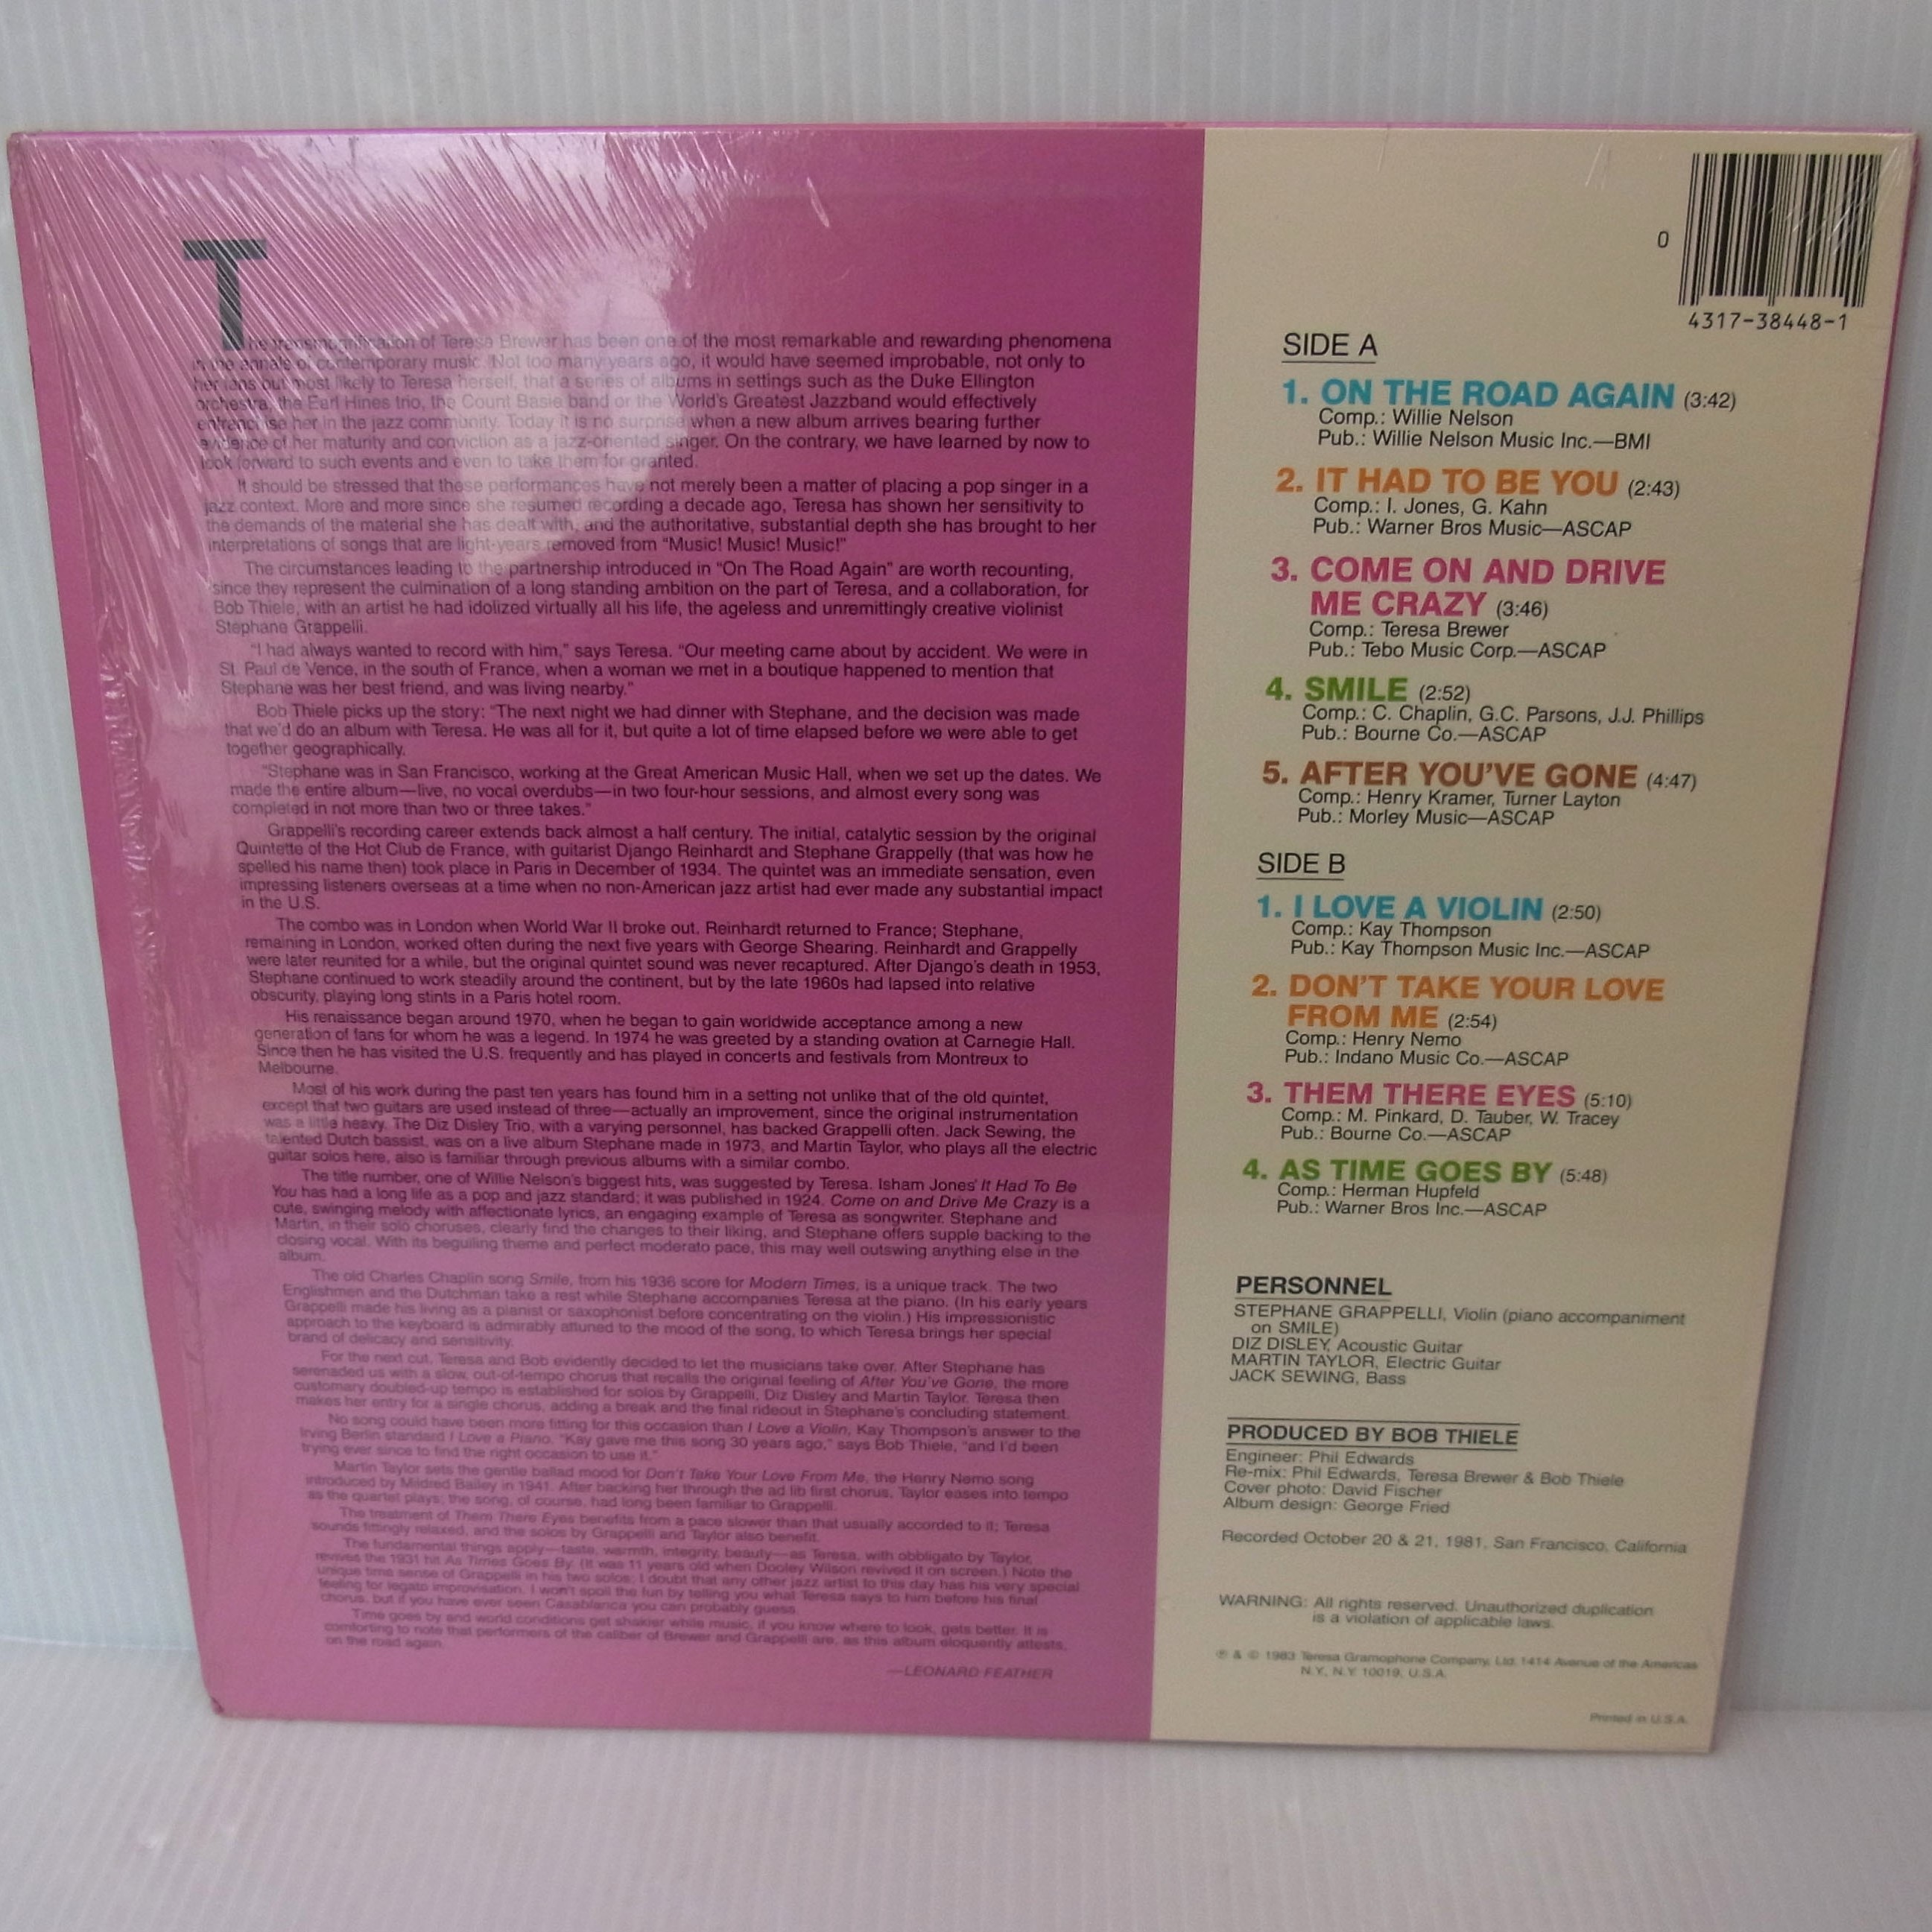 The transmogrification of Teresa Brewer has been one of the most remarkable and rewarding phenomena
in the annals of contemporary music. Not too many years ago, it would have seemed improbable, not only to
her fans but most likely to Teresa herself, that a series of albums in settings such as the Duke Ellington
orchestra, the Earl Hines trio, the Count Basie band or the World's Greatest Jazzband would effectively
entranchise her in the jazz community. Today it is no surprise when a new album arrives bearing further
evidence of her maturity and conviction as a jazz-oriented singer. On the contrary, we have learned by now to
look forward to such events and even to take them for granted.
It should be stressed that these performances have not merely been a matter of placing a pop singer in a
jazz context. More and more since she resumed recording a decade ago, Teresa has shown her sensitivity to
the demands of the material she has dealt with, and the authoritative, substantial depth she has brought to her
interpretations of songs that are light-years removed from “Music! Music! Music!”
The circumstances leading to the partnership introduced in “On The Road Again” are worth recounting,
since they represent the culmination of a long standing ambition on the part of Teresa, and a collaboration, for
Bob Thiele, with an artist he had idolized virtually all his life, the ageless and unremittingly creative violinist
Stephane Grappelli.
“I had always wanted to record with him,” says Teresa. “Our meeting came about by accident. We were in
St. Paul de Vence, in the south of France, when a woman we met in a boutique happened to mention that
Stephane was her best friend, and was living nearby.”
Bob Thiele picks up the story: “The next night we had dinner with Stephane, and the decision was made
that we'd do an album with Teresa. He was all for it, but quite a lot of time elapsed before we were able to get
together geographically.
“Stephane was in San Francisco, working at the Great American Music Hall, when we set up the dates. We
made the entire album—live, no vocal overdubs—in two four-hour sessions, and almost every song was
completed in not more than two or three takes.”
Grappelli's recording career extends back almost a half century. The initial, catalytic session by the original
Quintette of the Hot Club de France, with guitarist Django Reinhardt and Stephane Grappelly (that was how he
spelled his name then) took place in Paris in December of 1934. The quintet was an immediate sensation, even
impressing listeners overseas at a time when no non-American jazz artist had ever made any substantial impact
in the U.S.
The combo was in London when World War II broke out. Reinhardt returned to France; Stephane,
remaining in London, worked often during the next five years with George Shearing. Reinhardt and Grappelly
were later reunited for a while, but the original quintet sound was never recaptured. After Django's death in 1953,
Stephane continued to work steadily around the continent, but by the late 1960s had lapsed into relative
obscurity, playing long stints in a Paris hotel room.
His renaissance began around 1970, when he began to gain worldwide acceptance among a new
generation of fans for whom he was a legend. In 1974 he was greeted by a standing ovation at Carnegie Hall.
Since then he has visited the U.S. frequently and has played in concerts and festivals from Montreux to
Melbourne.
Most of his work during the past ten years has found him in a setting not unlike that of the old quintet,
except that two guitars are used instead of three—actually an improvement, since the original instrumentation
was a little heavy. The Diz Disley Trio, with a varying personnel, has backed Grappelli often. Jack Sewing, the
talented Dutch bassist, was on a live album Stephane made in 1973, and Martin Taylor, who plays all the electric
guitar solos here, also is familiar through previous albums with a similar combo.
The title number, one of Willie Nelson's biggest hits, was suggested by Teresa. Isham Jones' It Had To Be
You has had a long life as a pop and jazz standard; it was published in 1924. Come on and Drive Me Crazy is a
cute, swinging melody with affectionate lyrics, an engaging example of Teresa as songwriter. Stephane and
Martin, in their solo choruses, clearly find the changes to their liking, and Stephane offers supple backing to the
closing vocal. With its beguiling theme and perfect moderato pace, this may well outswing anything else in the
album.
The old Charles Chaplin song Smile, from his 1936 score for Modern Times, is a unique track. The two
Englishmen and the Dutchman take a rest while Stephane accompanies Teresa at the piano. (In his early years
Grappelli made his living as a pianist or saxophonist before concentrating on the violin.) His impressionistic
approach to the keyboard is admirably attuned to the mood of the song, to which Teresa brings her special
brand of delicacy and sensitivity.
For the next cut, Teresa and Bob evidently decided to let the musicians take over. After Stephane has
serenaded us with a slow, out-of-tempo chorus that recalls the original feeling of After You've Gone, the more
customary doubled-up tempo is established for solos by Grappelli, Diz Disley and Martin Taylor. Teresa then
makes her entry for a single chorus, adding a break and the final rideout in Stephane's concluding statement.
No song could have been more fitting for this occasion than I Love a Violin, Kay Thompson's answer to the
Irving Berlin standard I Love a Piano. “Kay gave me this song 30 years ago,” says Bob Thiele, “and I'd been
trying ever since to find the right occasion to use it.”
Martin Taylor sets the gentle ballad mood for Don't Take Your Love From Me, the Henry Nemo song
introduced by Mildred Bailey in 1941. After backing her through the ad lib first chorus, Taylor eases into tempo
as the quartet plays; the song, of course, had long been familiar to Grappelli.
The treatment of Them There Eyes benefits from a pace slower than that usually accorded to it; Teresa
sounds fittingly relaxed, and the solos by Grappelli and Taylor also benefit.
The fundamental things apply—taste, warmth, integrity, beauty—as Teresa, with obbligato by Taylor,
revives the 1931 hit As Times Goes By. (It was 11 years old when Dooley Wilson revived it on screen.) Note the
unique time sense of Grappelli in his two solos; I doubt that any other jazz artist to this day has his very special
feeling for legato improvisation. I won't spoil the fun by telling you what Teresa says to him before his final
chorus, but if you have ever seen Casablanca you can probably guess.
Time goes by and world conditions get shakier while music, if you know where to look, gets better. It is
comforting to note that performers of the caliber of Brewer and Grappelli are, as this album eloquently attests,
on the road again.
—LEONARD FEATHER
0
4317-38448-1
SIDE A
1. ON THE ROAD AGAIN (3:42)
Comp.: Willie Nelson
Pub.: Willie Nelson Music Inc.—BMI
2. IT HAD TO BE YOU (2:43)
Comp.: I. Jones, G. Kahn
Pub.: Warner Bros Music—ASCAP
3. COME ON AND DRIVE
ME CRAZY (3:46)
Comp.: Teresa Brewer
Pub.: Tebo Music Corp.—ASCAP
4. SMILE (2:52)
Comp.: C. Chaplin, G.C. Parsons, J.J. Phillips
Pub.: Bourne Co.—ASCAP
5. AFTER YOU'VE GONE (4:47)
Comp.: Henry Kramer, Turner Layton
Pub.: Morley Music—ASCAP
SIDE B
1. I LOVE A VIOLIN (2:50)
Comp.: Kay Thompson
Pub.: Kay Thompson Music Inc.—ASCAP
2. DON'T TAKE YOUR LOVE
FROM ME (2:54)
Comp.: Henry Nemo
Pub.: Indano Music Co.—ASCAP
3. THEM THERE EYES (5:10)
Comp.: M. Pinkard, D. Tauber, W. Tracey
Pub.: Bourne Co.—ASCAP
4. AS TIME GOES BY (5:48)
Comp.: Herman Hupfeld
Pub.: Warner Bros Inc.—ASCAP
PERSONNEL
STEPHANE GRAPPELLI, Violin (piano accompaniment
on SMILE)
DIZ DISLEY, Acoustic Guitar
MARTIN TAYLOR, Electric Guitar
JACK SEWING, Bass
PRODUCED BY BOB THIELE
Engineer: Phil Edwards
Re-mix: Phil Edwards, Teresa Brewer & Bob Thiele
Cover photo: David Fischer
Album design: George Fried
Recorded October 20 & 21, 1981, San Francisco, California
WARNING: All rights reserved. Unauthorized duplication
is a violation of applicable laws.
℗ & © 1983 Teresa Gramophone Company, Ltd. 1414 Avenue of the Americas
N.Y., N.Y. 10019, U.S.A.
Printed in U.S.A.